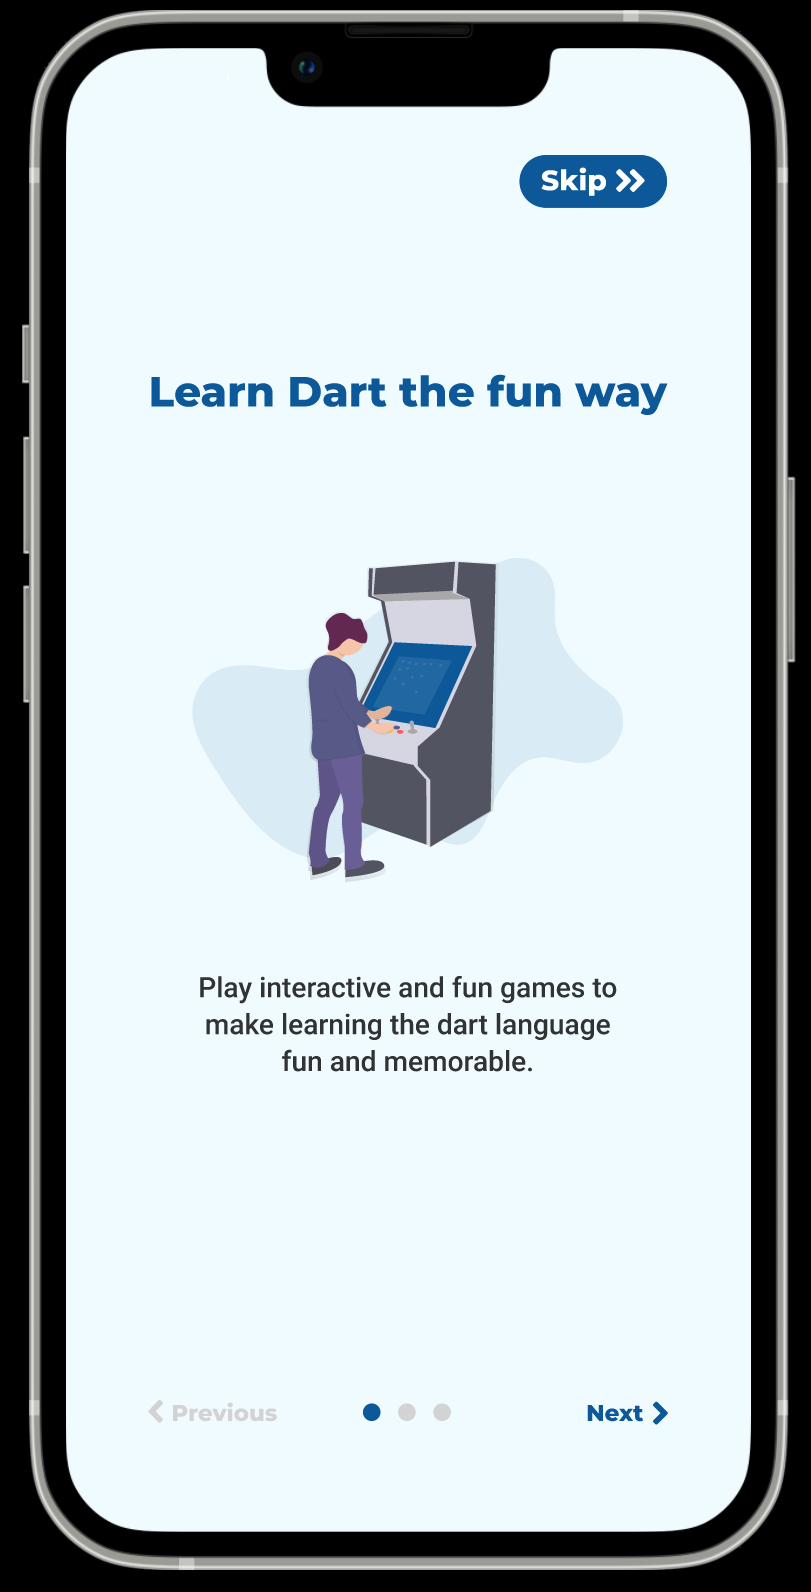 Skip
Learn Dart the fun way
Play interactive and fun games to
make learning the dart language
fun and memorable.
Previous
Next